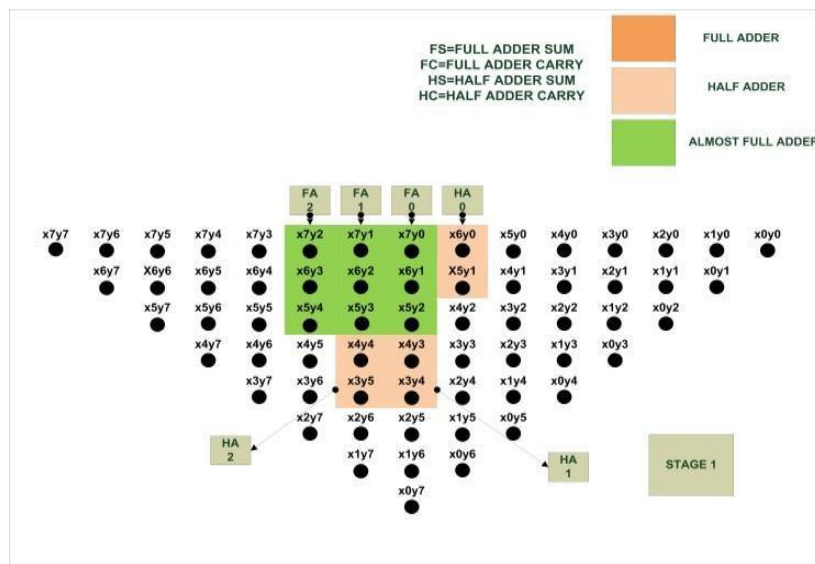 FS=FULL ADDER SUM
FC=FULL ADDER CARRY
HS=HALF ADDER SUM
HC=HALF ADDER CARRY
FULL ADDER
HALF ADDER
ALMOST FULL ADDER
FA 2
FA 1
FA 0
HA 0
x7y7 x7y6 x7y5 x7y4 x7y3 x7y2 x7y1 x7y0 x6y0 x5y0 x4y0 x3y0 x2y0 x1y0 x0y0
x6y7 X6y6 x6y5 x6y4 x6y3 x6y2 x6y1 X5y1 x4y1 x3y1 x2y1 x1y1 x0y1
x5y7 x5y6 x5y5 x5y4 x5y3 x5y2 x4y2 x3y2 x2y2 x1y2 x0y2
x4y7 x4y6 x4y5 x4y4 x4y3 x3y3 x2y3 x1y3 x0y3
x3y7 x3y6 x3y5 x3y4 x2y4 x1y4 x0y4
x2y7 x2y6 x2y5 x1y5 x0y5
x1y7 x1y6 x0y6
x0y7
HA 2
HA 1
STAGE 1